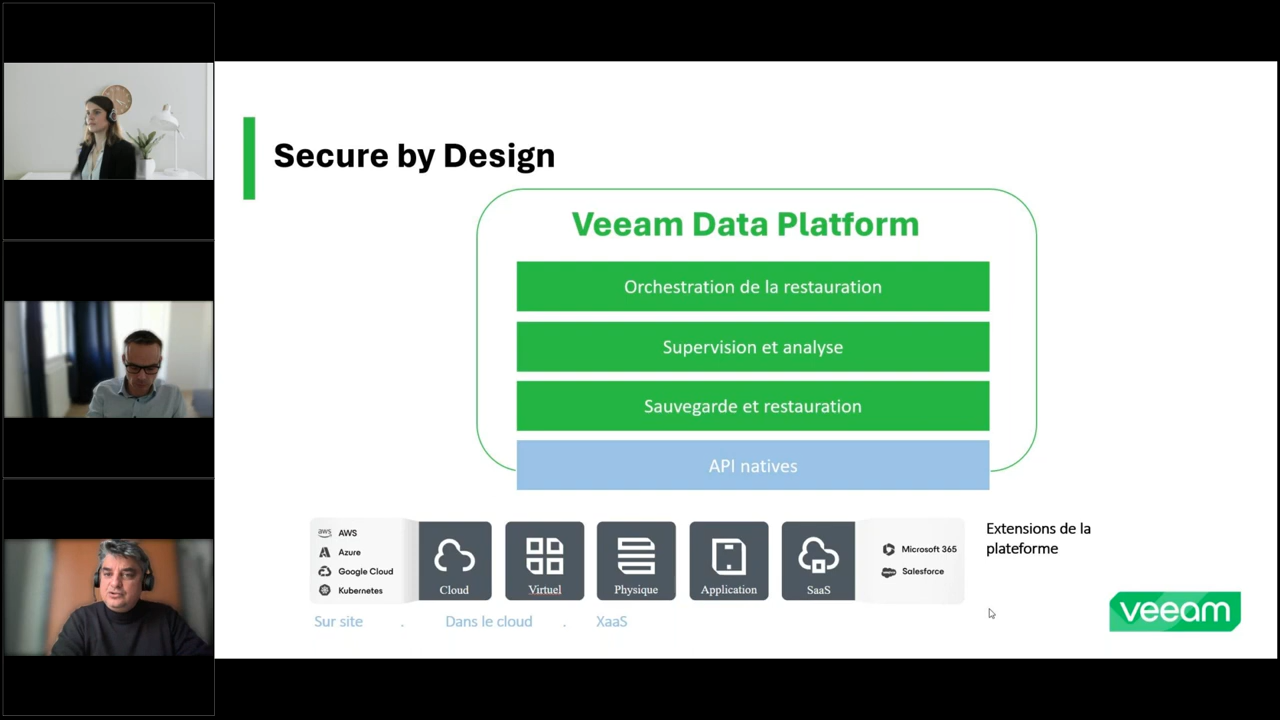 Secure by Design
Veeam Data Platform
Orchestration de la restauration
Supervision et analyse
Sauvegarde et restauration
API natives
aws AWS
Azure
Google Cloud
Kubernetes
Cloud
Virtuel
Physique
Application
SaaS
Microsoft 365
salesforce Salesforce
Extensions de la
plateforme
Sur site . Dans le cloud . XaaS
veeam